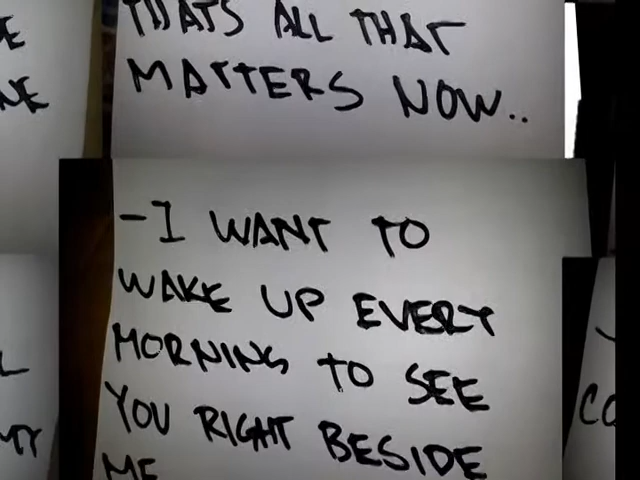 THATS ALL THAT
MATTERS NOW..
-I WANT TO
WAKE UP EVERY
MORNING TO SEE
YOU RIGHT BESIDE
ME